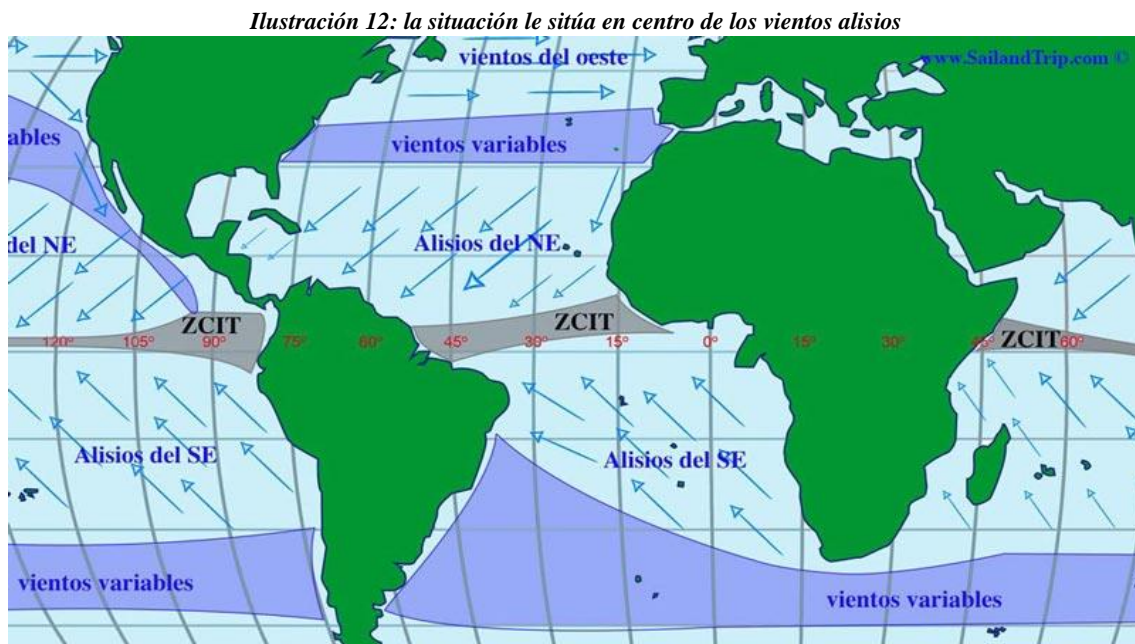 Ilustración 12: la situación le sitúa en centro de los vientos alisios
vientos del oeste
www.SailandTrip.com ©
ables
vientos variables
del NE
Alisios del NE
ZCIT
ZCIT
ZCIT
120º 105º 90º 75º 60º 45º 30º 15º 0º 15º 30º 45º 60º
Alisios del SE
Alisios del SE
vientos variables
vientos variables